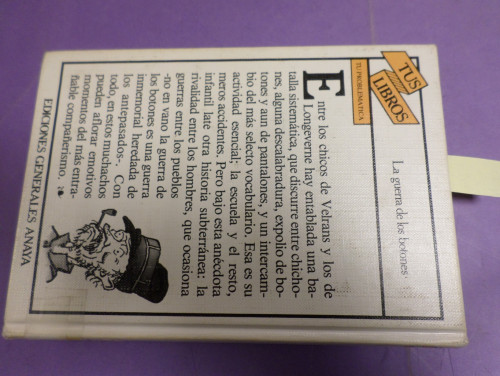 TUS
LIBROS
TU PROBLEMATICA
La guerra de los botones
Entre los chicos de Velrans y los de
Longeverne hay entablada una ba-
talla sistemática, que discurre entre chicho-
nes, alguna descalabradura, expolio de bo-
tones y aun de pantalones, y un intercam-
bio del más selecto vocabulario. Esa es su
actividad esencial; la escuela y el resto,
meros accidentes. Pero bajo esta anécdota
infantil late otra historia subterránea: la
rivalidad entre los hombres, que ocasiona
guerras entre los pueblos
-no en vano la guerra de
los botones es una guerra
inmemorial heredada de
los antepasados-. Con
todo, en estos muchachos
pueden aflorar emotivos
momentos del más entra-
ñable compañerismo.
EDICIONES GENERALES ANAYA